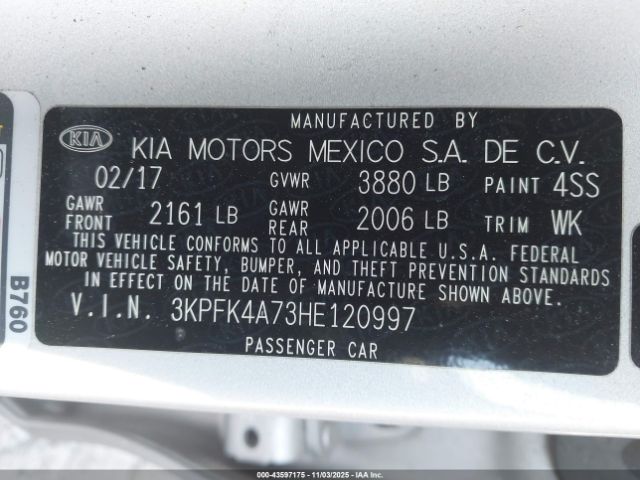 MANUFACTURED BY
KIA KIA MOTORS MEXICO S.A. DE C.V.
02/17 GVWR 3880 LB PAINT 4SS
GAWR FRONT 2161 LB GAWR REAR 2006 LB TRIM WK
THIS VEHICLE CONFORMS TO ALL APPLICABLE U.S.A. FEDERAL
MOTOR VEHICLE SAFETY, BUMPER, AND THEFT PREVENTION STANDARDS
IN EFFECT ON THE DATE OF MANUFACTURE SHOWN ABOVE.
V.I.N. 3KPFK4A73HE120997
PASSENGER CAR
B760
© IAA 43597175 - 11/03/2025 - IAAI.COM